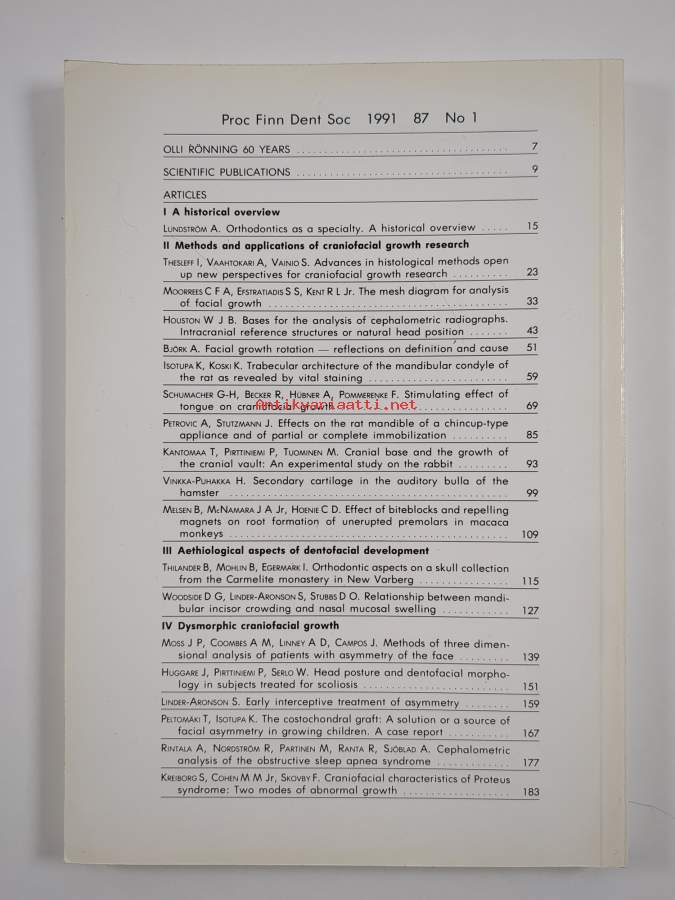 Proc Finn Dent Soc 1991 87 No 1
OLLI RÖNNING 60 YEARS . . . . . . . . . . 7
SCIENTIFIC PUBLICATIONS . . . . . . . . . . 9
ARTICLES
I A historical overview
LUNDSTRÖM A. Orthodontics as a specialty. A historical overview . . . . . 15
II Methods and applications of craniofacial growth research
THESLEFF I, VAAHTOKARI A, VAINIO S. Advances in histological methods open
up new perspectives for craniofacial growth research . . . . . . . . . 23
MOORREES C F A, EFSTRATIADIS S S, KENT R L Jr. The mesh diagram for analysis
of facial growth . . . . . . . . . . 33
HOUSTON W J B. Bases for the analysis of cephalometric radiographs.
Intracranial reference structures or natural head position . . . . . . . 43
BJÖRK A. Facial growth rotation — reflections on definition and cause 51
ISOTUPA K, KOSKI K. Trabecular architecture of the mandibular condyle of
the rat as revealed by vital staining . . . . . . . . . . 59
SCHUMACHER G-H, BECKER R, HÜBNER A, POMMERENKE F. Stimulating effect of
tongue on craniofacial growth . . . . . . . . . . 69
Antikvariaatti.net
PETROVIC A, STUTZMANN J. Effects on the rat mandible of a chincup-type
appliance and of partial or complete immobilization . . . . . . . . . 85
KANTOMAA T, PIRTTINIEMI P, TUOMINEN M. Cranial base and the growth of
the cranial vault: An experimental study on the rabbit . . . . . . . . 93
VINKKA-PUHAKKA H. Secondary cartilage in the auditory bulla of the
hamster . . . . . . . . . . 99
MELSEN B, MCNAMARA J A Jr, HOENIE C D. Effect of biteblocks and repelling
magnets on root formation of unerupted premolars in macaca
monkeys . . . . . . . . . . 109
III Aethiological aspects of dentofacial development
THILANDER B, MOHLIN B, EGERMARK I. Orthodontic aspects on a skull collection
from the Carmelite monastery in New Varberg . . . . . . . . . . 115
WOODSIDE D G, LINDER-ARONSON S, STUBBS D O. Relationship between mandi-
bular incisor crowding and nasal mucosal swelling . . . . . . . . . . 127
IV Dysmorphic craniofacial growth
MOSS J P, COOMBES A M, LINNEY A D, CAMPOS J. Methods of three dimen-
sional analysis of patients with asymmetry of the face . . . . . . . . 139
HUGGARE J, PIRTTINIEMI P, SERLO W. Head posture and dentofacial morpho-
logy in subjects treated for scoliosis . . . . . . . . . . 151
LINDER-ARONSON S. Early interceptive treatment of asymmetry . . . . . . . 159
PELTOMÄKI T, ISOTUPA K. The costochondral graft: A solution or a source of
facial asymmetry in growing children. A case report . . . . . . . . . 167
RINTALA A, NORDSTRÖM R, PARTINEN M, RANTA R, SJÖBLAD A. Cephalometric
analysis of the obstructive sleep apnea syndrome . . . . . . . . . . 177
KREIBORG S, COHEN M M Jr, SKOVBY F. Craniofacial characteristics of Proteus
syndrome: Two modes of abnormal growth . . . . . . . . . . 183